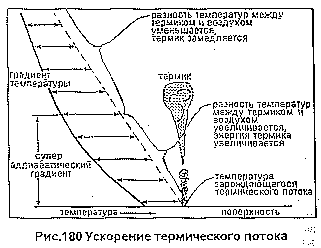 разность температур между
термиком и воздухом
уменьшается,
термик замедляется
градиент
температуры
термик
разность температур
между термиком и
воздухом
увеличивается,
энергия термика
увеличивается
супер
адиабатический
градиент
температура
зарождающегося
термического потока
температура
поверхность
Рис.180 Ускорение термического потока